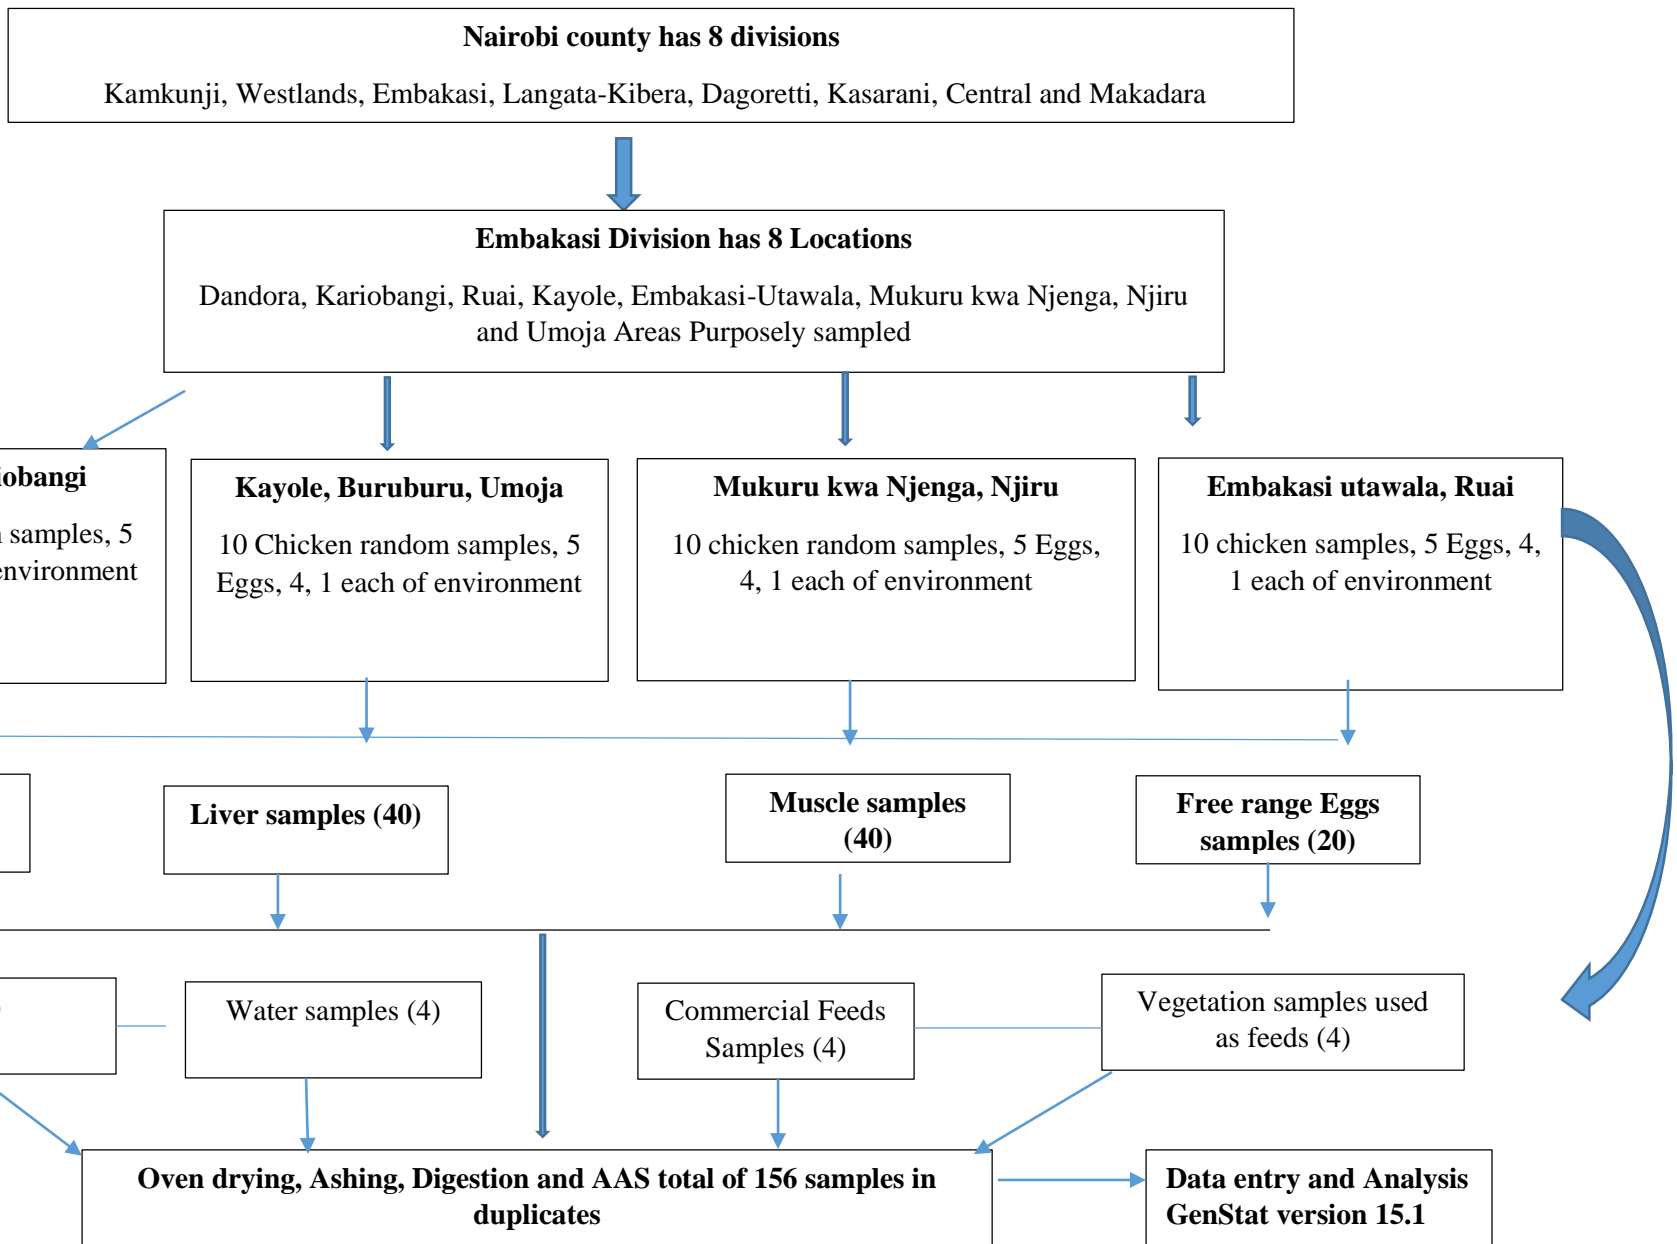 Nairobi county has 8 divisions
Kamkunji, Westlands, Embakasi, Langata-Kibera, Dagoretti, Kasarani, Central and Makadara
Embakasi Division has 8 Locations
Dandora, Kariobangi, Ruai, Kayole, Embakasi-Utawala, Mukuru kwa Njenga, Njiru
and Umoja Areas Purposely sampled
iobangi
samples, 5
environment
Kayole, Buruburu, Umoja
10 Chicken random samples, 5
Eggs, 4, 1 each of environment
Mukuru kwa Njenga, Njiru
10 chicken random samples, 5 Eggs,
4, 1 each of environment
Embakasi utawala, Ruai
10 chicken samples, 5 Eggs, 4,
1 each of environment
Liver samples (40)
Muscle samples
(40)
Free range Eggs
samples (20)
Water samples (4)
Commercial Feeds
Samples (4)
Vegetation samples used
as feeds (4)
Oven drying, Ashing, Digestion and AAS total of 156 samples in
duplicates
Data entry and Analysis
GenStat version 15.1